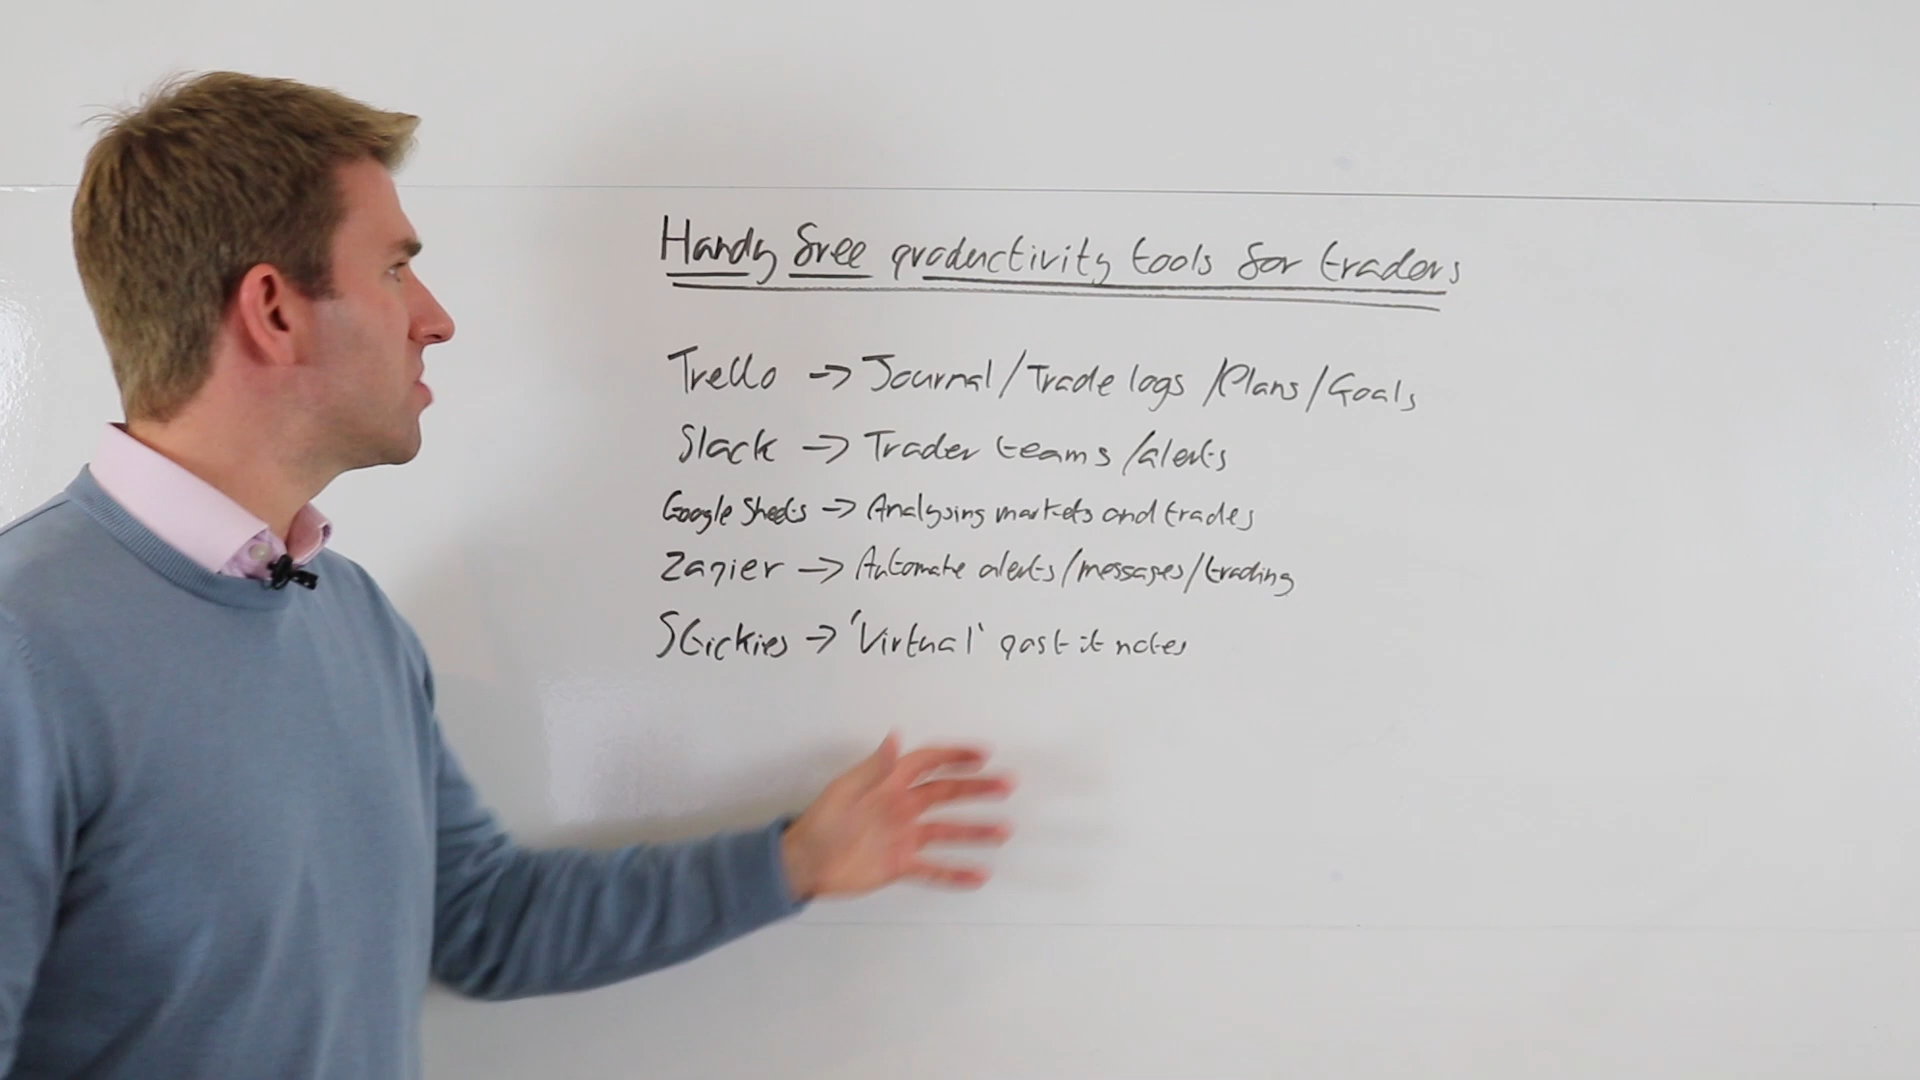 Handy free productivity tools for traders
Trello -> Journal/Trade logs/Plans/Goals
Slack -> Trader teams/alerts
Google Sheets -> Analysing markets and trades
Zapier -> Automate alerts/messages/trading
Stickies -> 'Virtual' post it notes